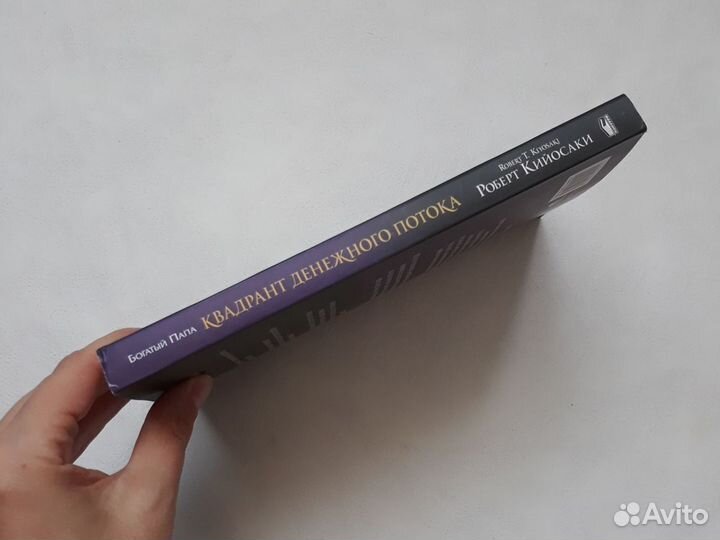 Богатый Папа КВАДРАНТ ДЕНЕЖНОГО ПОТОКА
Robert T. Kiyosaki
Роберт Кийосаки
Avito